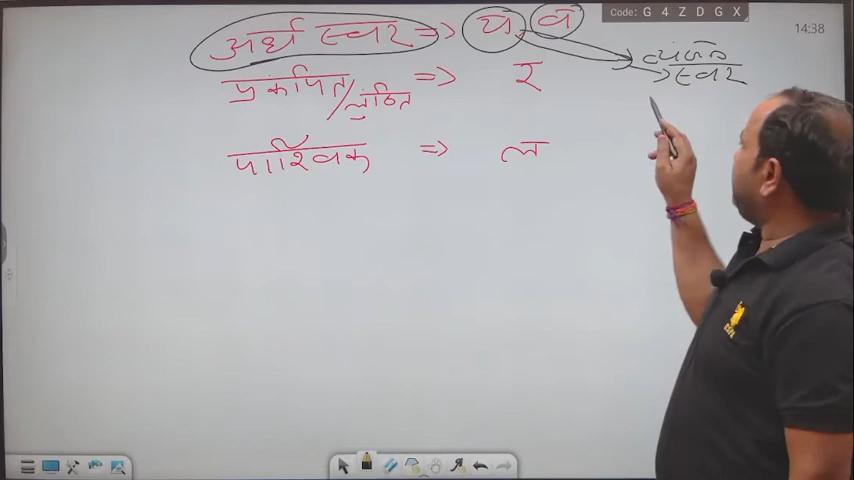 Code: G 4 Z D G X
14:38
अर्ध स्वर => य व
व्यंजन
स्वर
प्रकंपित/लुंठित => र
पार्श्विक => ल